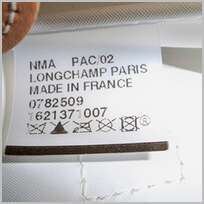 NMA PAC/02
LONGCHAMP PARIS
MADE IN FRANCE
0782509
1621371007